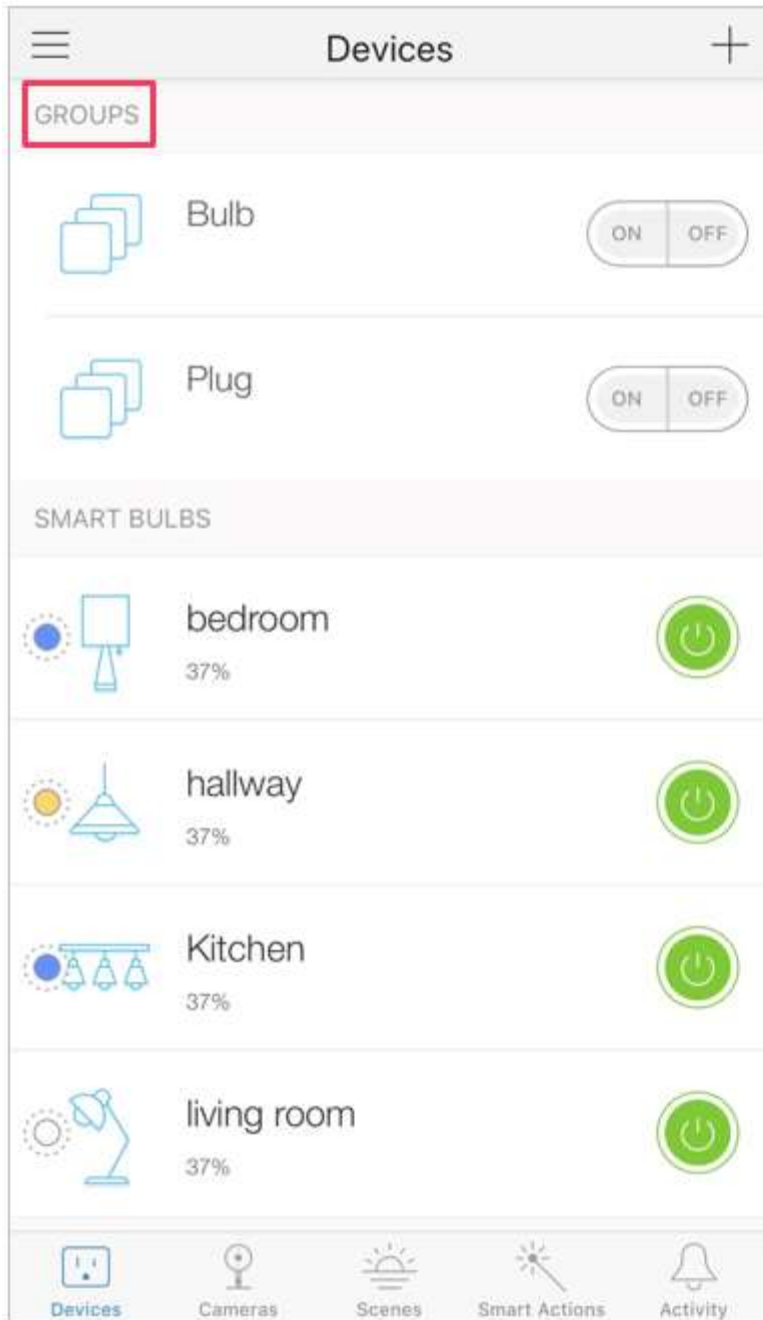 Devices
GROUPS
Bulb
ON OFF
Plug
ON OFF
SMART BULBS
bedroom
37%
hallway
37%
Kitchen
37%
living room
37%
Devices Cameras Scenes Smart Actions Activity